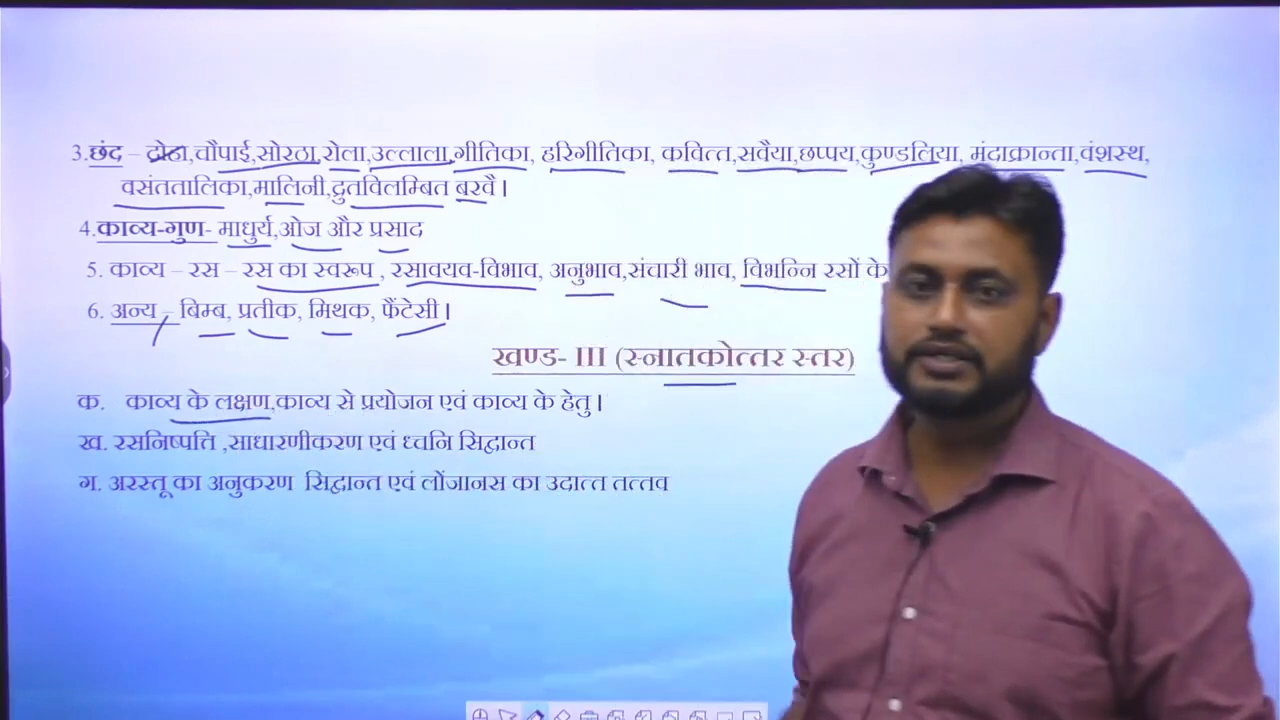 3.छंद – दोहा,चौपाई,सोरठा,रोला,उल्लाला,गीतिका, हरिगीतिका, कवित्त,सवैया,छप्पय,कुण्डलिया, मंदाक्रान्ता,वंशस्थ,
वसंततालिका,मालिनी,द्रुतविलम्बित बरवै।
4.काव्य-गुण- माधुर्य,ओज और प्रसाद
5. काव्य – रस – रस का स्वरूप , रसावयव-विभाव, अनुभाव,संचारी भाव, विभन्नि रसों के
6. अन्य – बिम्ब, प्रतीक, मिथक, फैंटेसी।
खण्ड- III (स्नातकोत्तर स्तर)
क. काव्य के लक्षण,काव्य से प्रयोजन एवं काव्य के हेतु।
ख. रसनिष्पत्ति ,साधारणीकरण एवं ध्वनि सिद्वान्त
ग. अरस्तू का अनुकरण सिद्वान्त एवं लोंजानस का उदात्त तत्तव